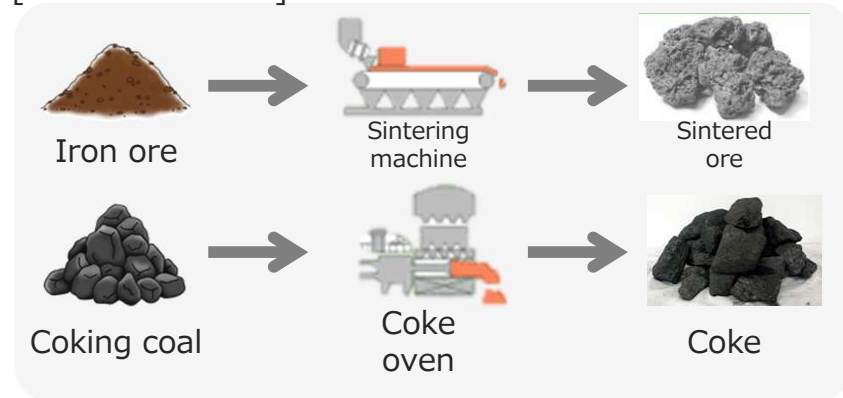 Iron ore
Sintering
machine
Sintered
ore
Coking coal
Coke
oven
Coke